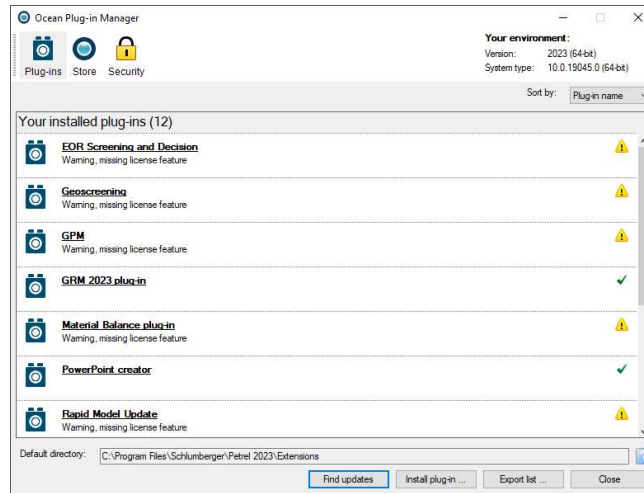 Ocean Plug-in Manager
Your environment:
Version: 2023 (64-bit)
System type: 10.0.19045.0 (64-bit)
Plug-ins Store Security
Sort by: Plug-in name
Your installed plug-ins (12)
EOR Screening and Decision
Warning, missing license feature
Geoscreening
Warning, missing license feature
GPM
Warning, missing license feature
GRM 2023 plug-in
Material Balance plug-in
Warning, missing license feature
PowerPoint creator
Rapid Model Update
Warning, missing license feature
Default directory: C:\Program Files\Schlumberger\Petrel 2023\Extensions
Find updates Install plug-in ... Export list ... Close